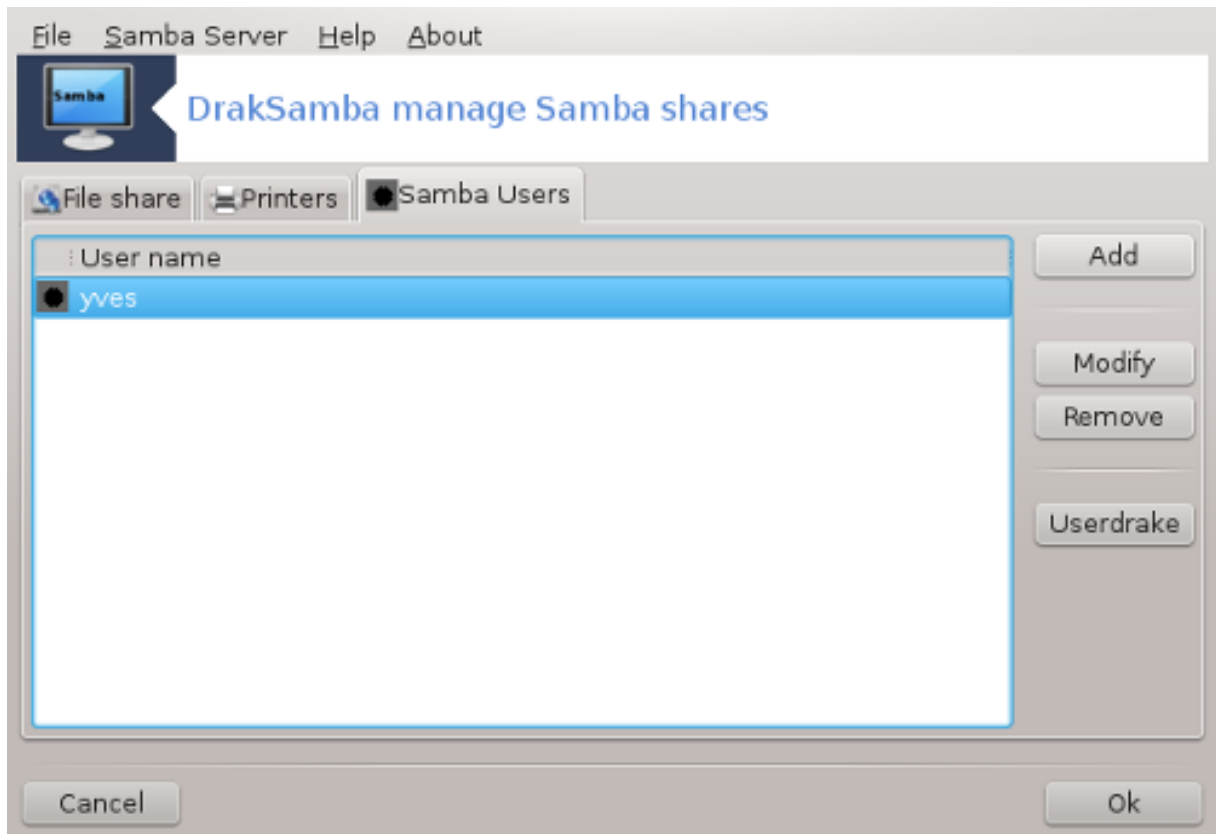 File Samba Server Help About
Samba
DrakSamba manage Samba shares
File share Printers Samba Users
User name
yves
Add
Modify
Remove
Userdrake
Cancel Ok